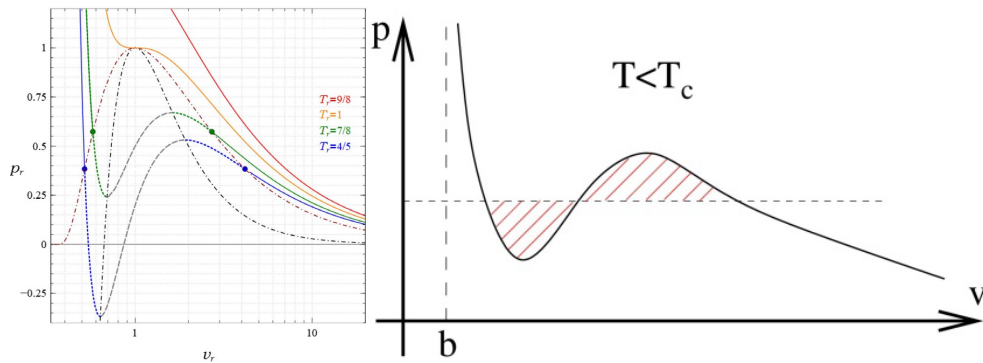 1
0.75
0.5
0.25
0
−0.25
p_r
1
10
v_r
T_r=9/8
T_r=1
T_r=7/8
T_r=4/5
p
T<T_c
b
v